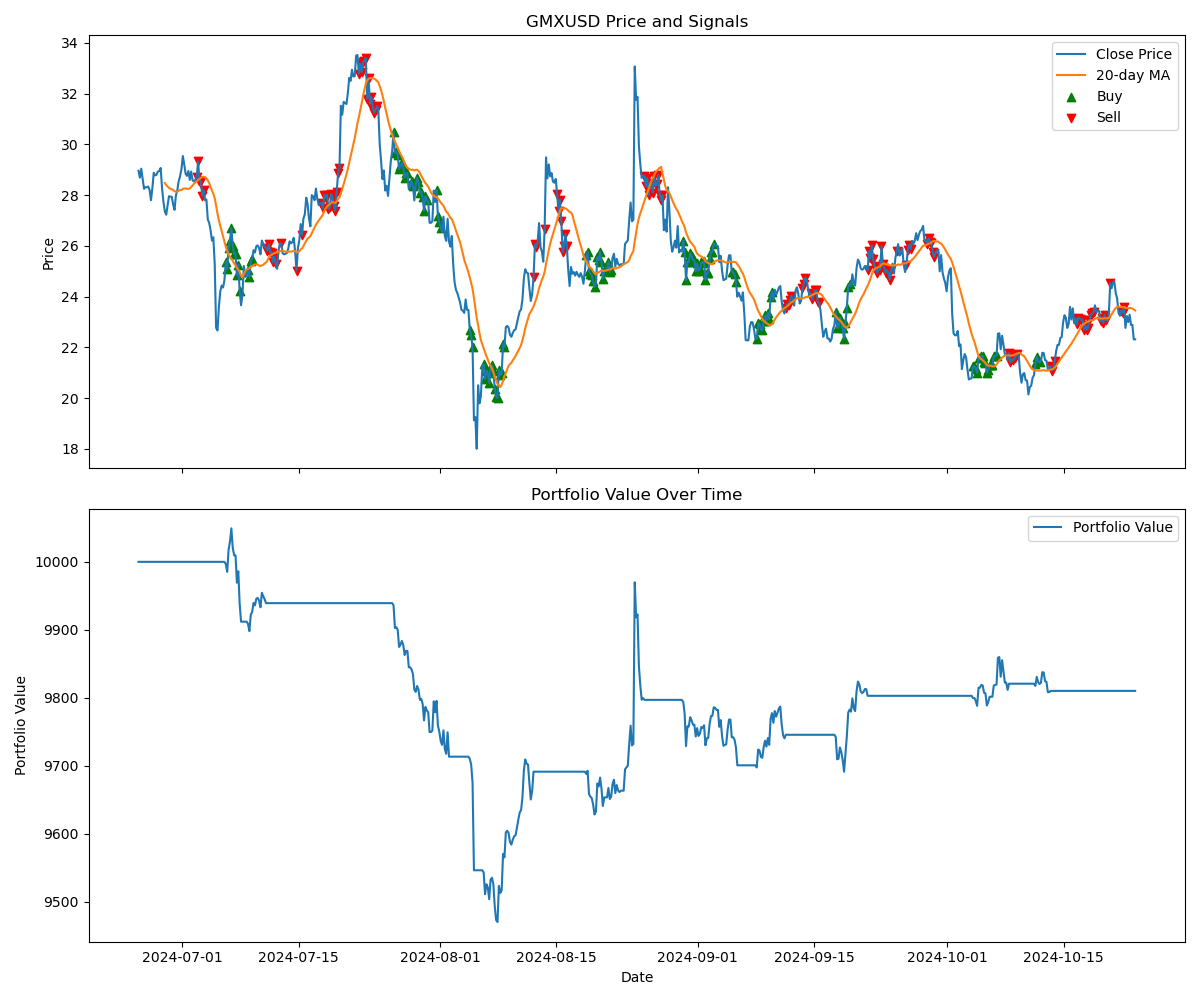 GMXUSD Price and Signals
Price
34
32
30
28
26
24
22
20
18
Close Price
20-day MA
Buy
Sell
Portfolio Value Over Time
Portfolio Value
10000
9900
9800
9700
9600
9500
Portfolio Value
2024-07-01
2024-07-15
2024-08-01
2024-08-15
2024-09-01
2024-09-15
2024-10-01
2024-10-15
Date